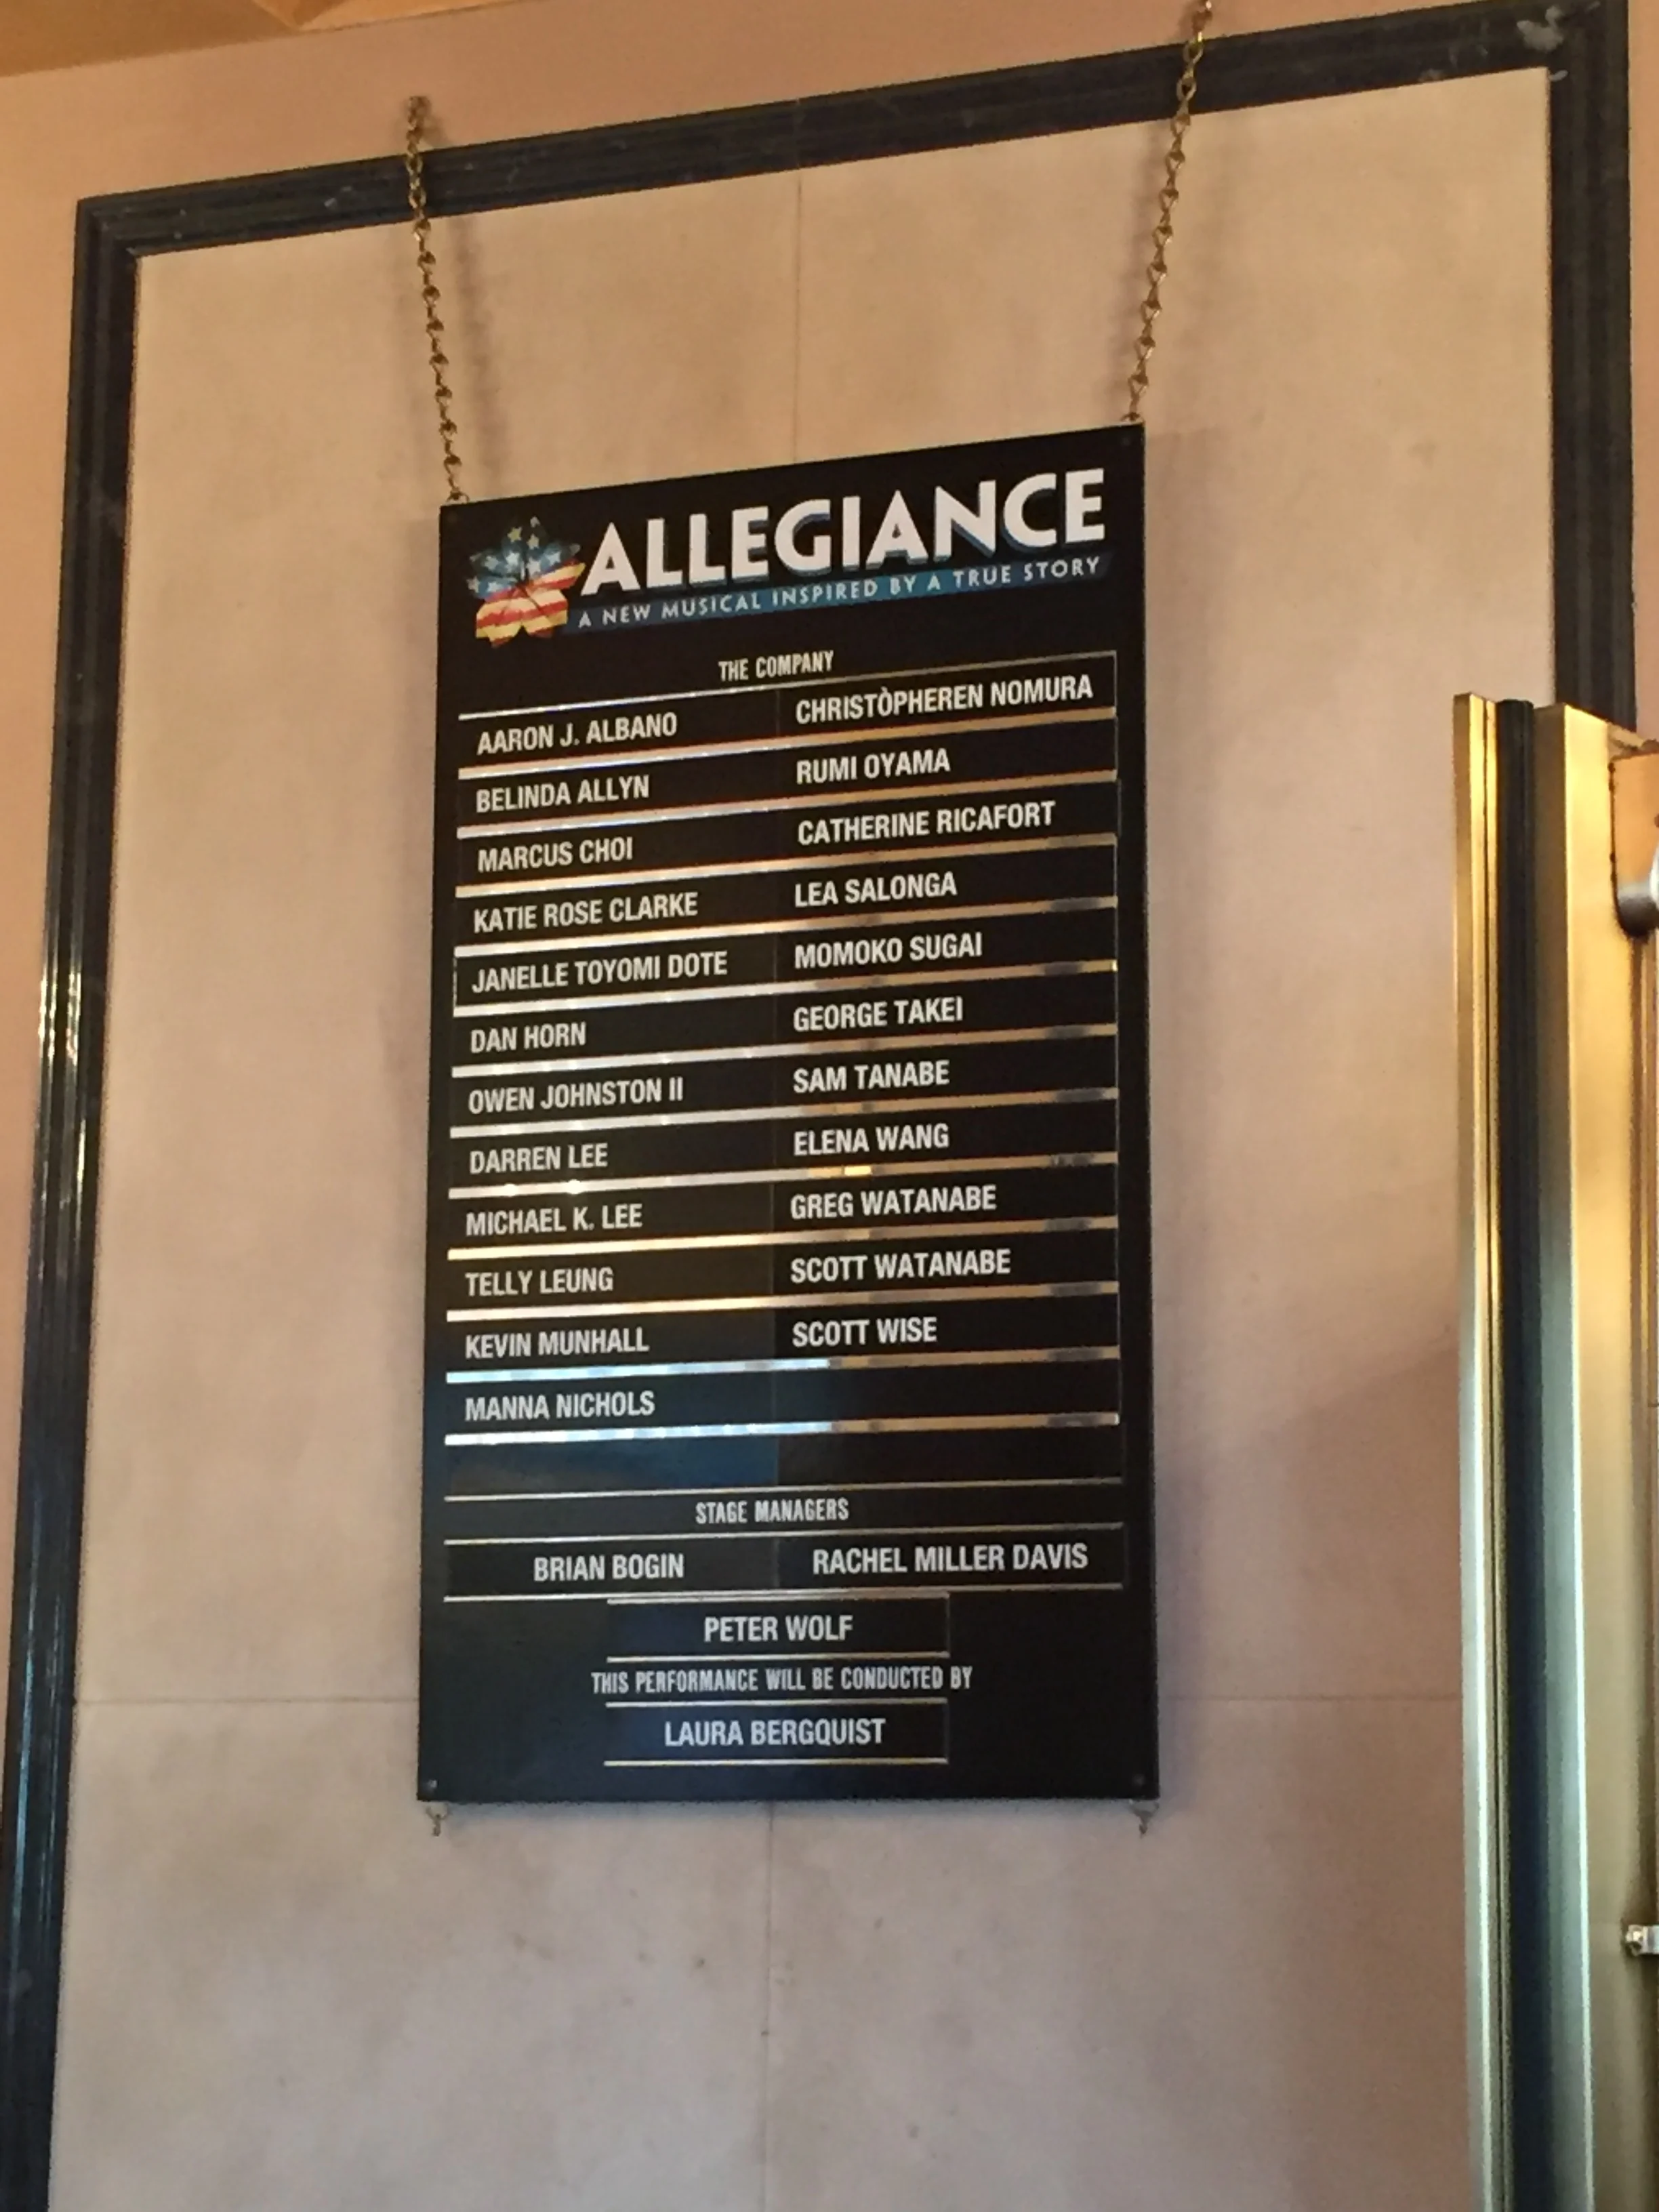 ALLEGIANCE
A NEW MUSICAL INSPIRED BY A TRUE STORY
THE COMPANY
AARON J. ALBANO
BELINDA ALLYN
MARCUS CHOI
KATIE ROSE CLARKE
JANELLE TOYOMI DOTE
DAN HORN
OWEN JOHNSTON II
DARREN LEE
MICHAEL K. LEE
TELLY LEUNG
KEVIN MUNHALL
MANNA NICHOLS
CHRISTÒPHEREN NOMURA
RUMI OYAMA
CATHERINE RICAFORT
LEA SALONGA
MOMOKO SUGAI
GEORGE TAKEI
SAM TANABE
ELENA WANG
GREG WATANABE
SCOTT WATANABE
SCOTT WISE
STAGE MANAGERS
BRIAN BOGIN
RACHEL MILLER DAVIS
PETER WOLF
THIS PERFORMANCE WILL BE CONDUCTED BY
LAURA BERGQUIST